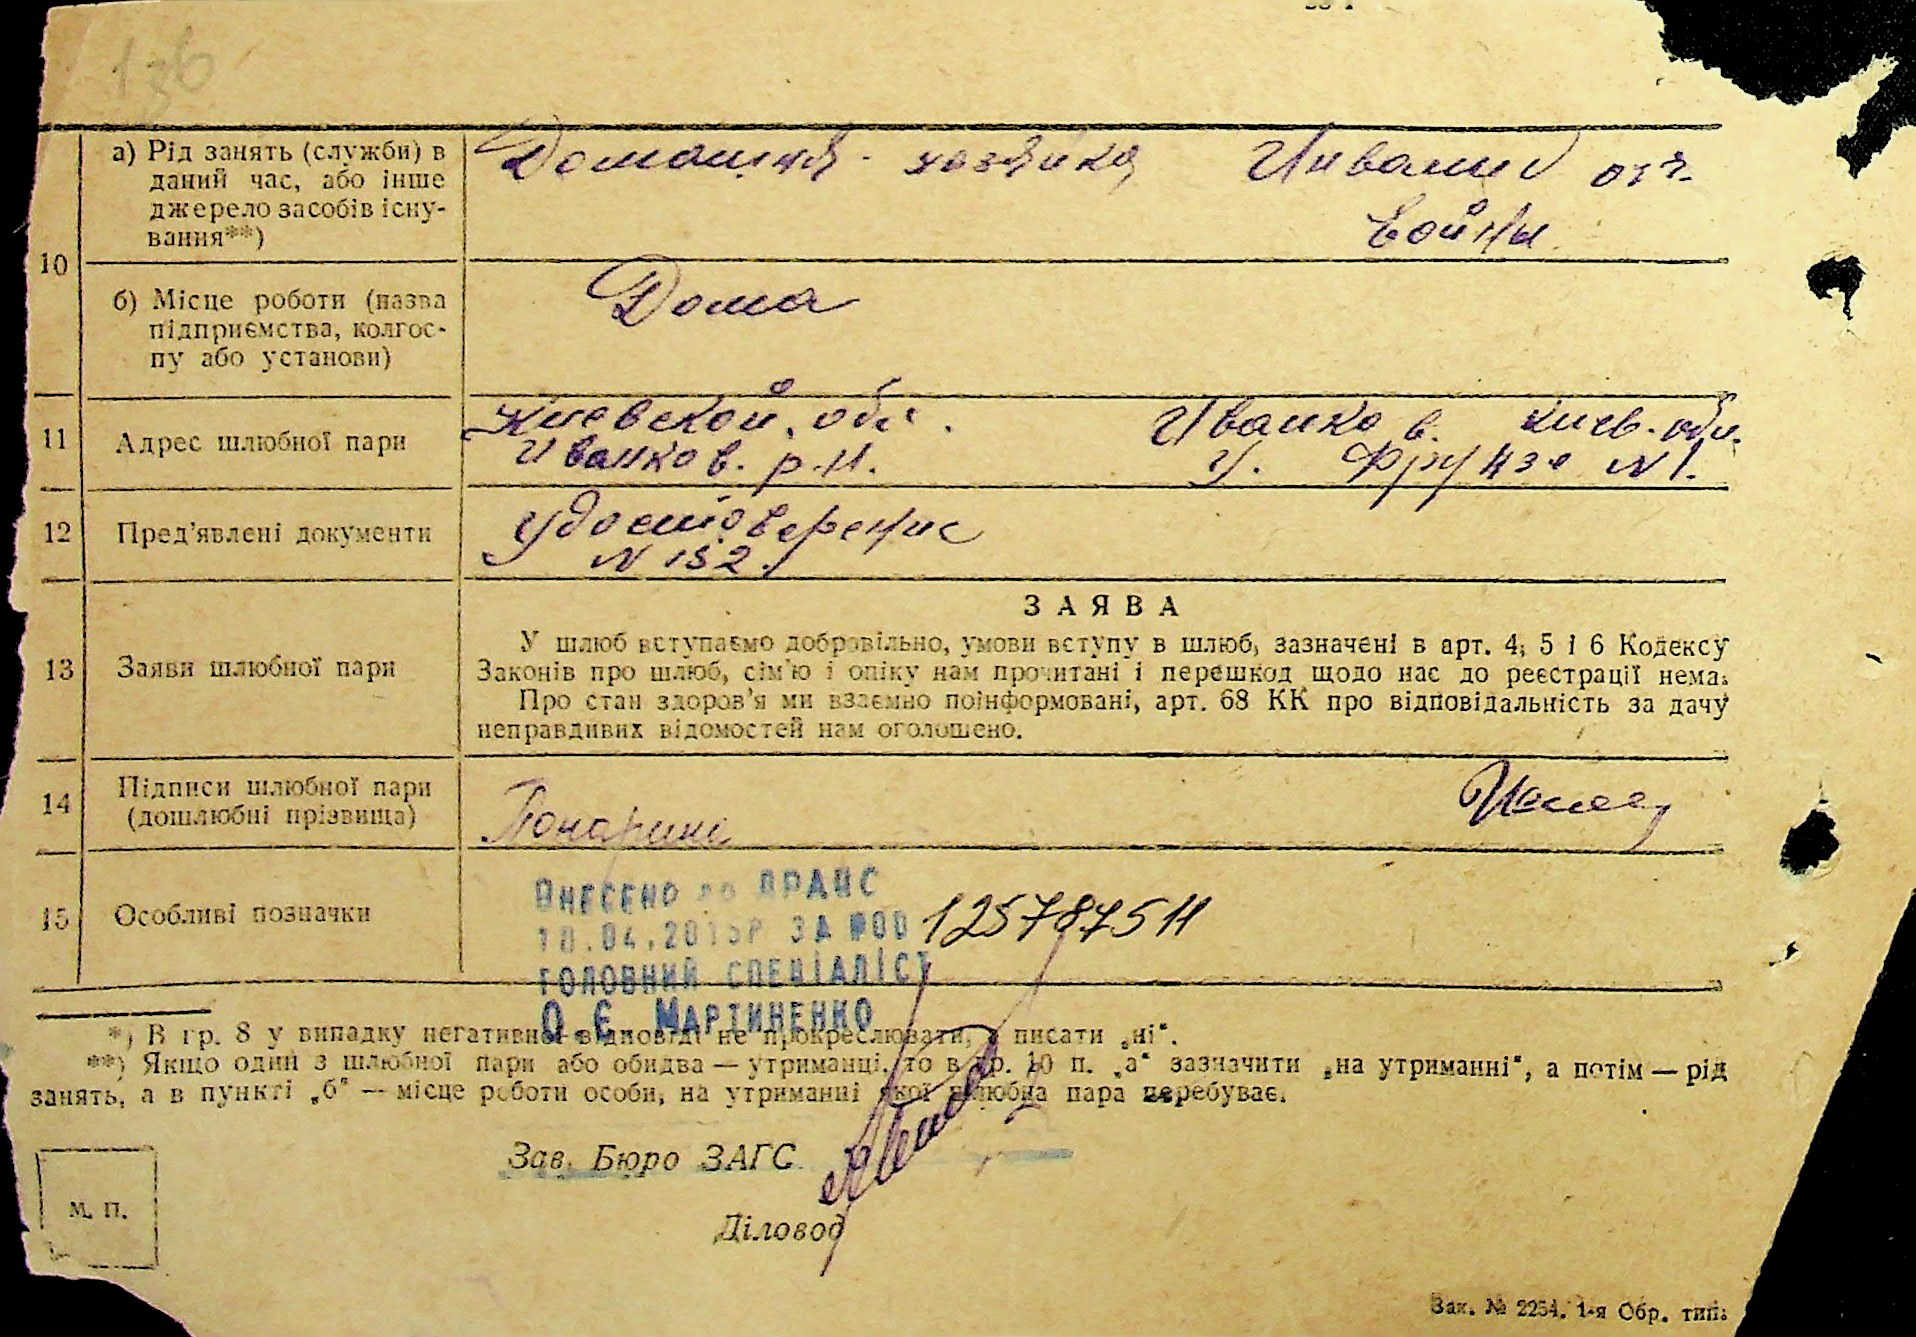 136
10
а) Рід занять (служби) в даний час, або інше джерело засобів існування**)
Домашня хозяйка Инвалид отч.
войны
б) Місце роботи (назва підприємства, колгоспу або установи)
Дома
11 Адрес шлюбної пари
Киевской обл. Иванков. Киев. обл.
Иванков. р-н. у. Фрунзе N 1.
12 Пред'явлені документи
удостоверение
N 152.
13 Заяви шлюбної пари
ЗАЯВА
У шлюб вступаємо добровільно, умови вступу в шлюб, зазначені в арт. 4, 5 і 6 Кодексу
Законів про шлюб, сім'ю і опіку нам прочитані і перешкод щодо нас до реєстрації нема.
Про стан здоров'я ми взаємно поінформовані, арт. 68 КК про відповідальність за дачу
неправдивих відомостей нам оголошено.
14 Підписи шлюбної пари
(дошлюбні прізвища)
15 Особливі позначки
ВНЕСЕНО до ДРАЦС
ЗА №00 12578751
ГОЛОВНИЙ СПЕЦІАЛІСТ
О.Є. МАРТИНЕНКО
*) В гр. 8 у випадку негативної відповіді не прокреслювати, а писати „ні“.
**) Якщо один з шлюбної пари або обидва — утриманці, то в гр. 10 п. „а“ зазначити „на утриманні“, а потім — рід
занять, а в пункті „б“ — місце роботи особи, на утриманні якої шлюбна пара перебуває.
Зав. Бюро ЗАГС
М. П.
Діловод
Зак. № 2254. 1-я Обр. тип.